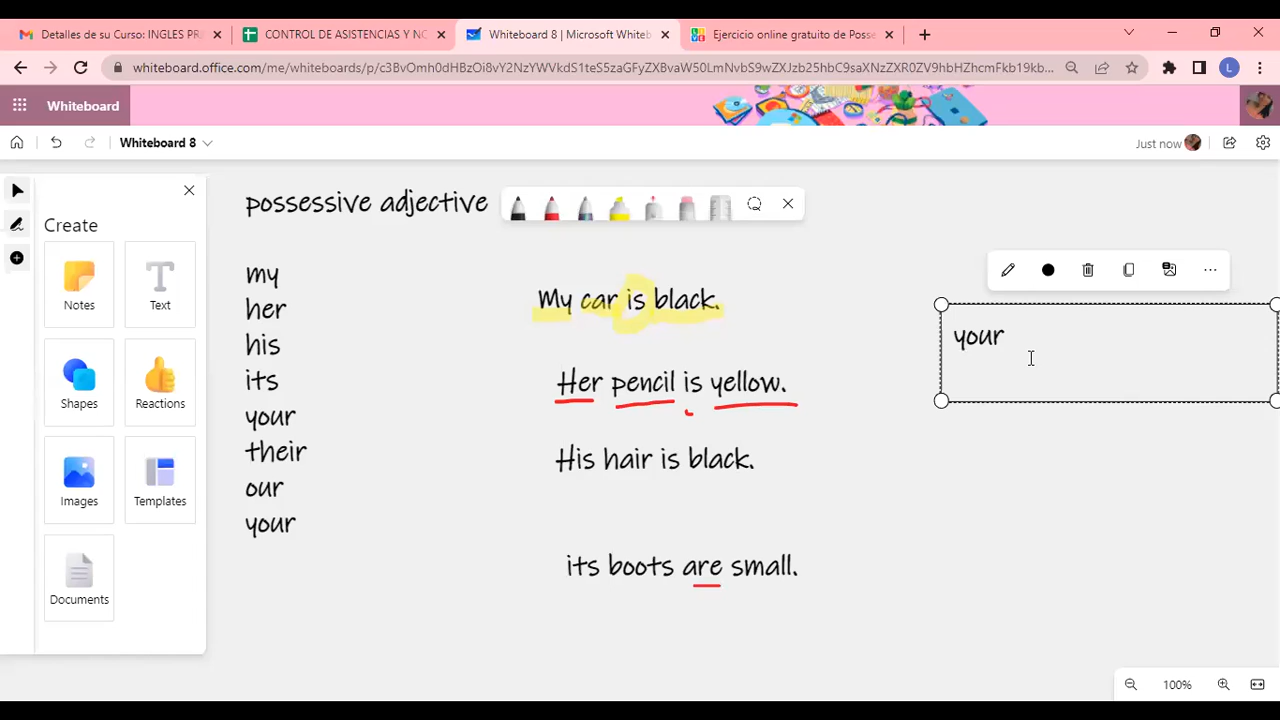 Detalles de su Curso: INGLES PR
CONTROL DE ASISTENCIAS Y NO
Whiteboard 8 | Microsoft Whiteb
Ejercicio online gratuito de Posse
whiteboard.office.com/me/whiteboards/p/
Whiteboard
Whiteboard 8
Just now
L
possessive adjective
Create
Notes
Text
Shapes
Reactions
Images
Templates
Documents
my
her
his
its
your
their
our
your
My car is black.
Her pencil is yellow.
His hair is black.
its boots are small.
your
100%